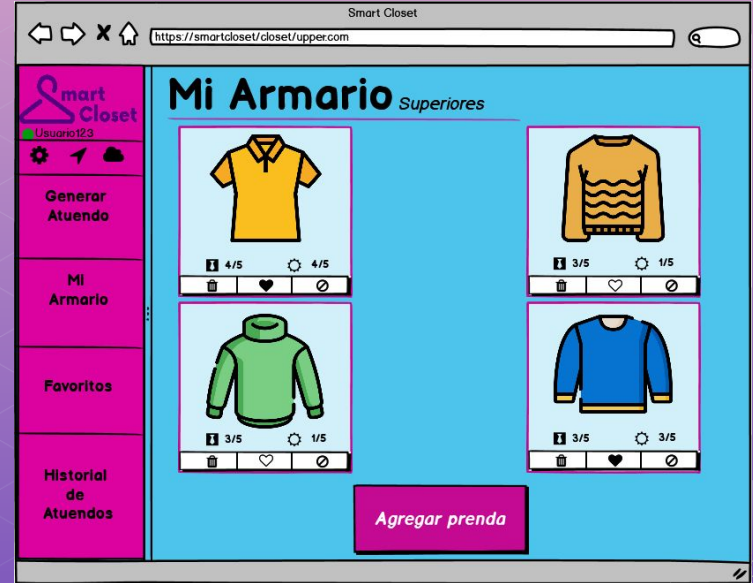 Smart Closet
https://smartcloset/closet/upper.com
Smart
Closet
Usuario123
Generar
Atuendo
Mi
Armario
Favoritos
Historial
de
Atuendos
Mi Armario Superiores
4/5 4/5
3/5 1/5
3/5 1/5
3/5 3/5
Agregar prenda